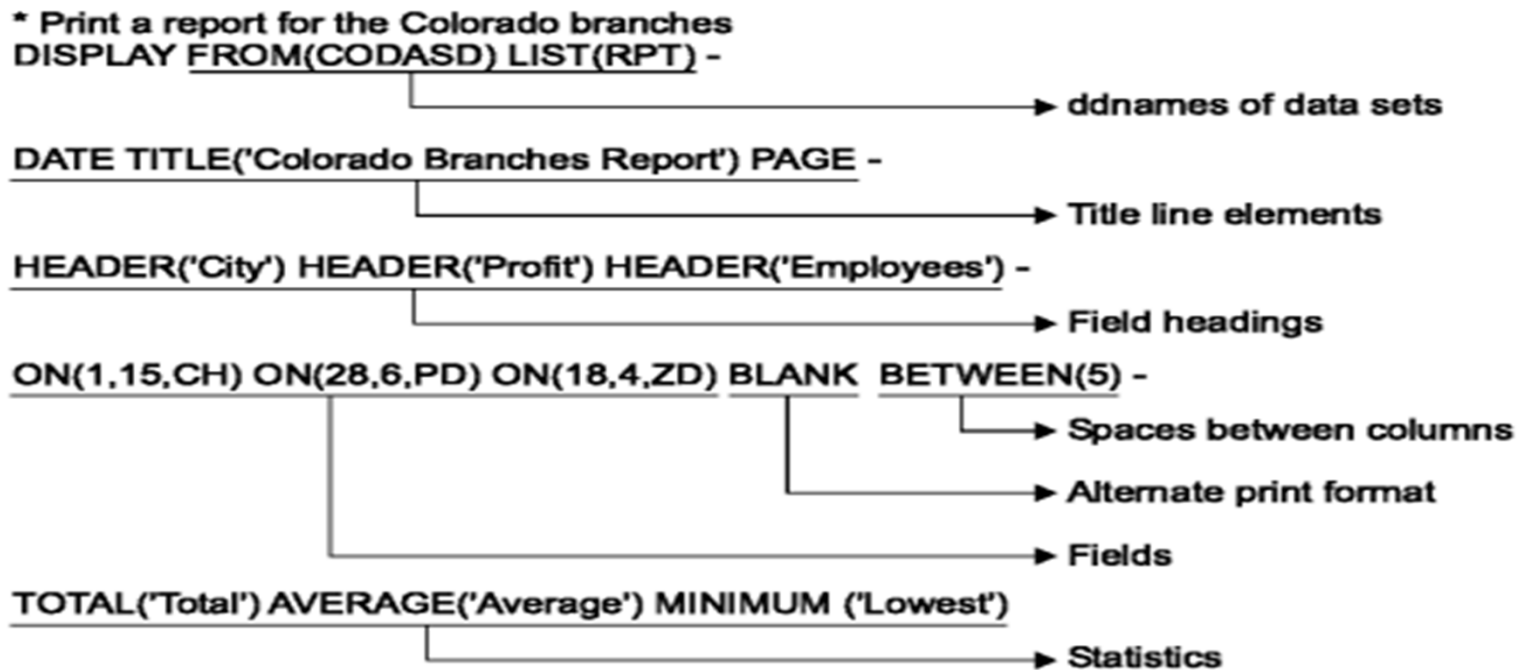 * Print a report for the Colorado branches
DISPLAY FROM(CODASD) LIST(RPT) -
ddnames of data sets
DATE TITLE('Colorado Branches Report') PAGE -
Title line elements
HEADER('City') HEADER('Profit') HEADER('Employees') -
Field headings
ON(1,15,CH) ON(28,6,PD) ON(18,4,ZD) BLANK BETWEEN(5) -
Spaces between columns
Alternate print format
Fields
TOTAL('Total') AVERAGE('Average') MINIMUM ('Lowest')
Statistics